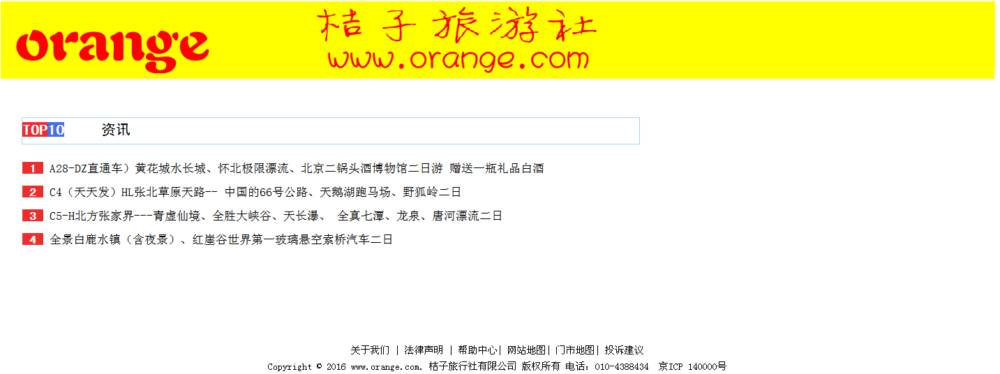 orange
桔子旅游社
www.orange.com
TOP10 资讯
1 A28-DZ直通车）黄花城水长城、怀北极限漂流、北京二锅头酒博物馆二日游 赠送一瓶礼品白酒
2 C4（天天发）HL张北草原天路-- 中国的66号公路、天鹅湖跑马场、野狐岭二日
3 C5-H北方张家界---青虚仙境、全胜大峡谷、天长瀑、 全真七潭、龙泉、唐河漂流二日
4 全景白鹿水镇（含夜景）、红崖谷世界第一玻璃悬空索桥汽车二日
关于我们 | 法律声明 | 帮助中心| 网站地图| 门市地图| 投诉建议
Copyright © 2016 www.orange.com. 桔子旅行社有限公司 版权所有 电话：010-4388434 京ICP 140000号